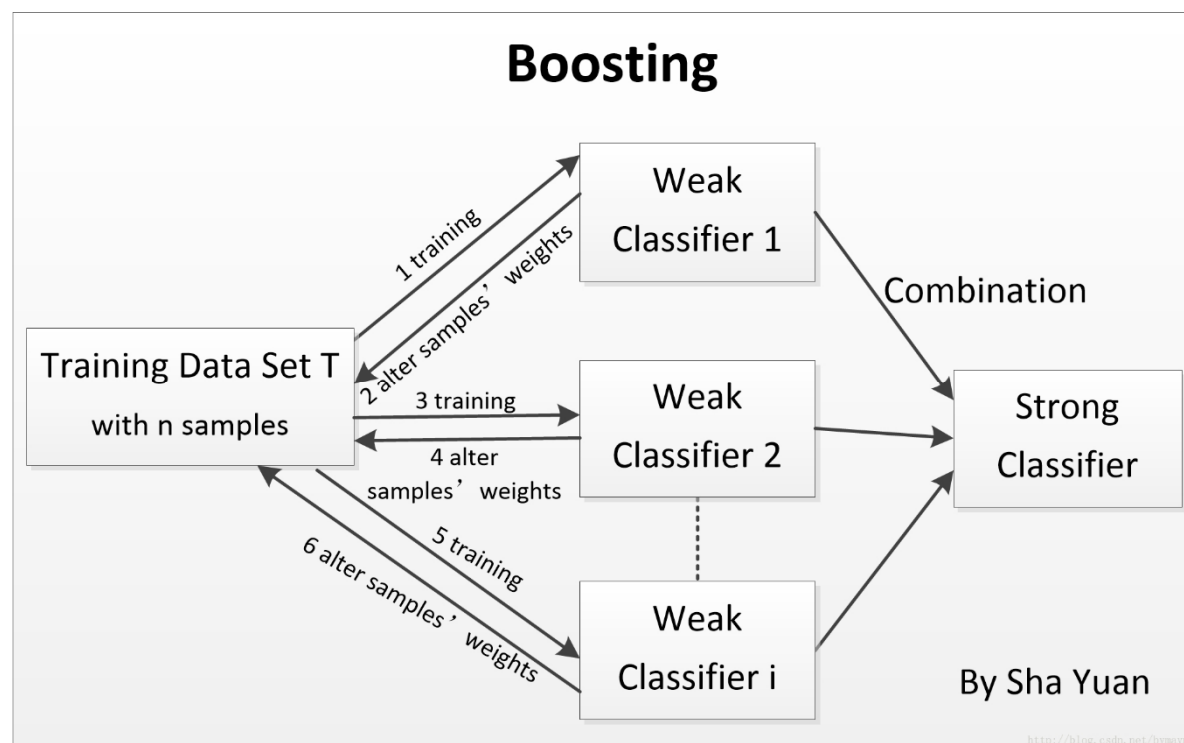 Boosting
Weak
Classifier 1
1 training
2 alter samples’ weights
Combination
Training Data Set T
with n samples
3 training
4 alter
samples’ weights
Weak
Classifier 2
Strong
Classifier
5 training
6 alter samples’ weights
Weak
Classifier i
By Sha Yuan